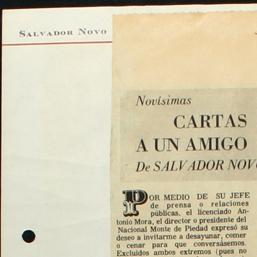 SALVADOR NOVO
Novísimas
CARTAS
A UN AMIGO
De SALVADOR NOV
POR MEDIO DE SU JEFE
de prensa o relaciones
públicas, el licenciado An-
tonio Mora, el director o presidente del
Nacional Monte de Piedad expresó su
deseo a invitarme a desayunar, comer
o cenar para que conversásemos.
Excluidos ambos extremos (pues no